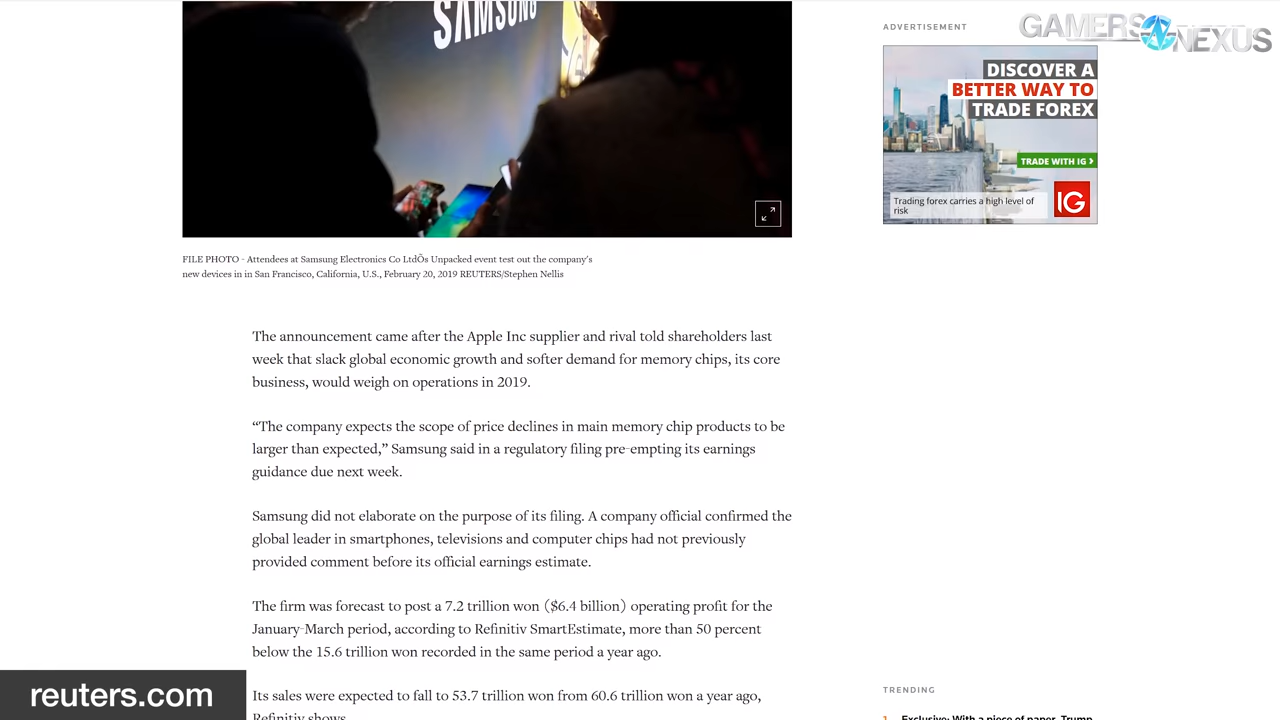 SAMSUNG
ADVERTISEMENT
GAMERS NEXUS
DISCOVER A
BETTER WAY TO
TRADE FOREX
TRADE WITH IG >
Trading forex carries a high level of
risk
IG
FILE PHOTO - Attendees at Samsung Electronics Co LtdÕs Unpacked event test out the company's
new devices in in San Francisco, California, U.S., February 20, 2019 REUTERS/Stephen Nellis
The announcement came after the Apple Inc supplier and rival told shareholders last
week that slack global economic growth and softer demand for memory chips, its core
business, would weigh on operations in 2019.
“The company expects the scope of price declines in main memory chip products to be
larger than expected,” Samsung said in a regulatory filing pre-empting its earnings
guidance due next week.
Samsung did not elaborate on the purpose of its filing. A company official confirmed the
global leader in smartphones, televisions and computer chips had not previously
provided comment before its official earnings estimate.
The firm was forecast to post a 7.2 trillion won ($6.4 billion) operating profit for the
January-March period, according to Refinitiv SmartEstimate, more than 50 percent
below the 15.6 trillion won recorded in the same period a year ago.
Its sales were expected to fall to 53.7 trillion won from 60.6 trillion won a year ago,
Refinitiv shows.
TRENDING
1 Exclusive: With a piece of paper, Trump
reuters.com